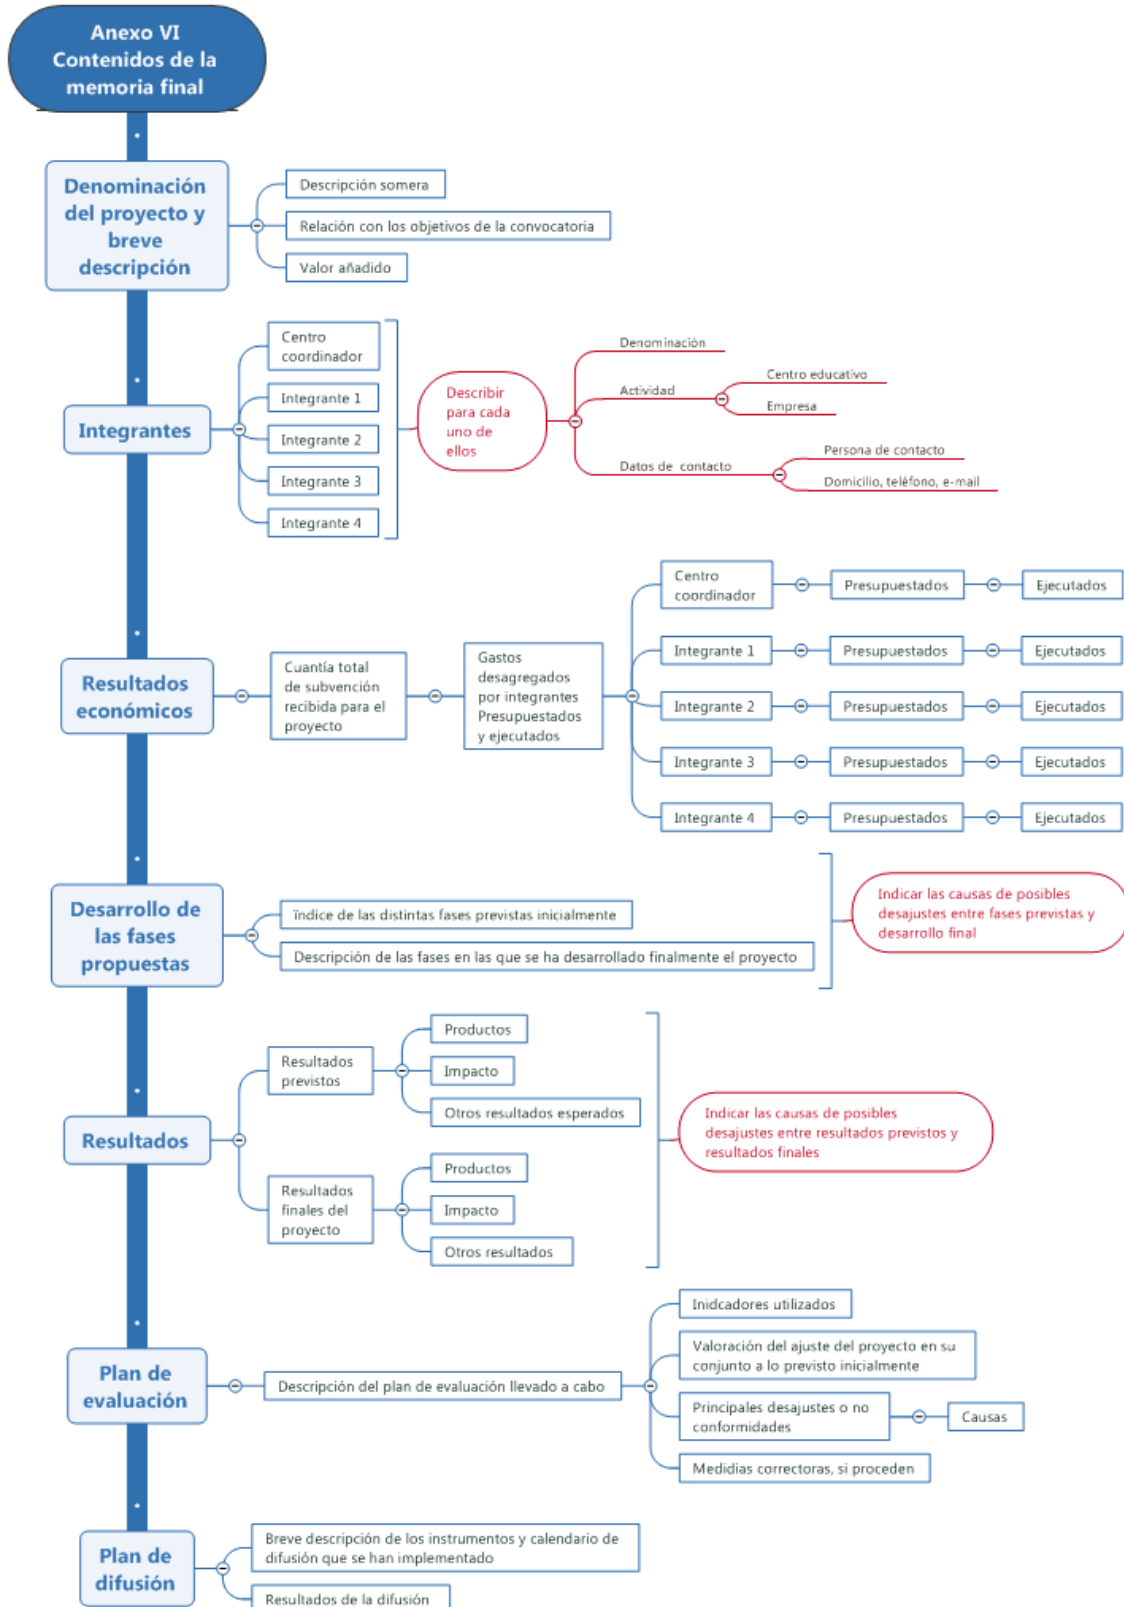 Anexo VI
Contenidos de la
memoria final
Denominación
del proyecto y
breve
descripción
Descripción somera
Relación con los objetivos de la convocatoria
Valor añadido
Integrantes
Centro
coordinador
Integrante 1
Integrante 2
Integrante 3
Integrante 4
Describir
para cada
uno de
ellos
Denominación
Actividad
Centro educativo
Empresa
Datos de contacto
Persona de contacto
Domicilio, teléfono, e-mail
Resultados
económicos
Cuantía total
de subvención
recibida para el
proyecto
Gastos
desagregados
por integrantes
Presupuestados
y ejecutados
Centro
coordinador
Presupuestados
Ejecutados
Integrante 1
Presupuestados
Ejecutados
Integrante 2
Presupuestados
Ejecutados
Integrante 3
Presupuestados
Ejecutados
Integrante 4
Presupuestados
Ejecutados
Desarrollo de
las fases
propuestas
ïndice de las distintas fases previstas inicialmente
Descripción de las fases en las que se ha desarrollado finalmente el proyecto
Indicar las causas de posibles
desajustes entre fases previstas y
desarrollo final
Resultados
Resultados
previstos
Productos
Impacto
Otros resultados esperados
Resultados
finales del
proyecto
Productos
Impacto
Otros resultados
Indicar las causas de posibles
desajustes entre resultados previstos y
resultados finales
Plan de
evaluación
Descripción del plan de evaluación llevado a cabo
Inidcadores utilizados
Valoración del ajuste del proyecto en su
conjunto a lo previsto inicialmente
Principales desajustes o no
conformidades
Causas
Medidias correctoras, si proceden
Plan de
difusión
Breve descripción de los instrumentos y calendario de
difusión que se han implementado
Resultados de la difusión